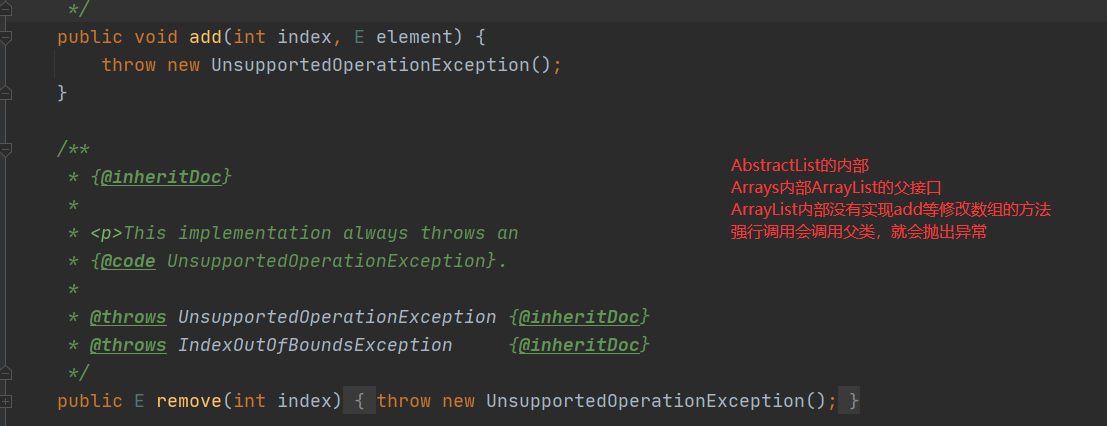 */
public void add(int index, E element) {
throw new UnsupportedOperationException();
}
/**
* {@inheritDoc}
*
* <p>This implementation always throws an
* {@code UnsupportedOperationException}.
*
* @throws UnsupportedOperationException {@inheritDoc}
* @throws IndexOutOfBoundsException     {@inheritDoc}
*/
public E remove(int index) { throw new UnsupportedOperationException(); }
AbstractList的内部
Arrays内部ArrayList的父接口
ArrayList内部没有实现add等修改数组的方法
强行调用会调用父类，就会抛出异常